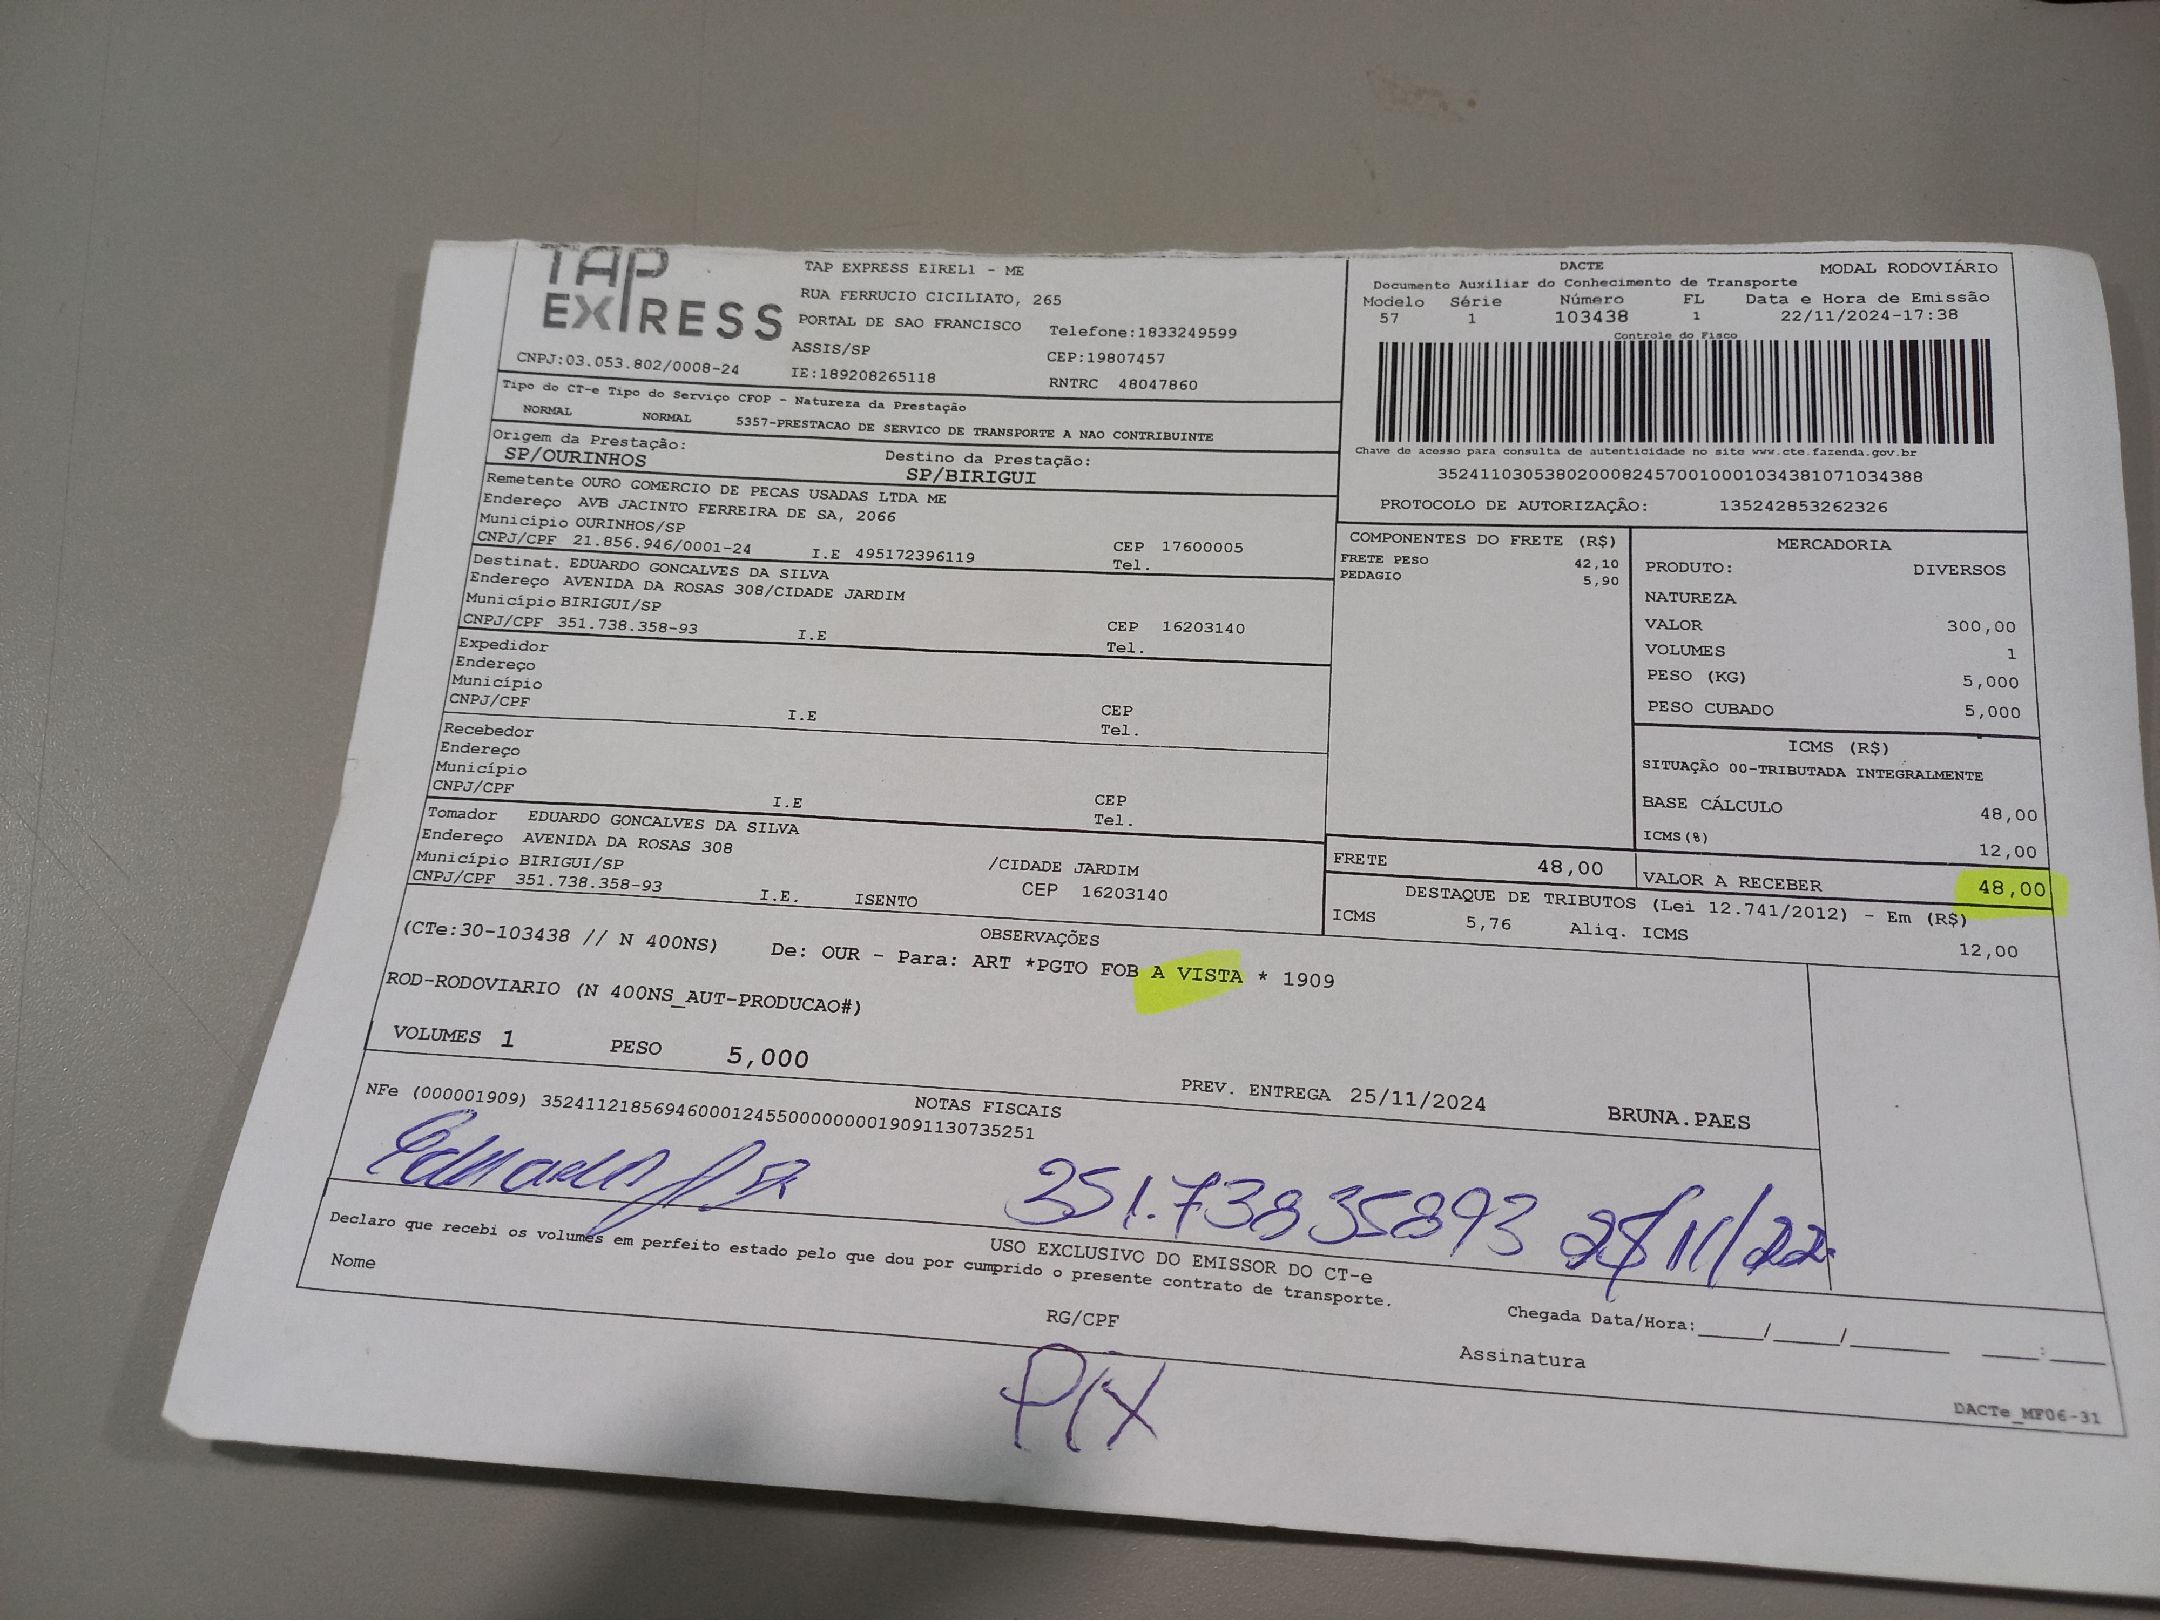 TAP EXPRESS
CNPJ:03.053.802/0008-24
TAP EXPRESS EIREL1 - ME
RUA FERRUCIO CICILIATO, 265
PORTAL DE SAO FRANCISCO Telefone:1833249599
ASSIS/SP CEP:19807457
IE:189208265118 RNTRC 48047860
DACTE MODAL RODOVIÁRIO
Documento Auxiliar do Conhecimento de Transporte
Modelo Série Número FL Data e Hora de Emissão
57 1 103438 1 22/11/2024-17:38
Controle do Fisco
Chave de acesso para consulta de autenticidade no site www.cte.fazenda.gov.br
35241103053802000824570010001034381071034388
PROTOCOLO DE AUTORIZAÇÃO: 135242853262326
Tipo do CT-e Tipo do Serviço CFOP - Natureza da Prestação
NORMAL NORMAL 5357-PRESTACAO DE SERVICO DE TRANSPORTE A NAO CONTRIBUINTE
Origem da Prestação: Destino da Prestação:
SP/OURINHOS SP/BIRIGUI
Remetente OURO COMERCIO DE PECAS USADAS LTDA ME
Endereço AVB JACINTO FERREIRA DE SA, 2066
Município OURINHOS/SP CEP 17600005
CNPJ/CPF 21.856.946/0001-24 I.E 495172396119 Tel.
Destinat. EDUARDO GONCALVES DA SILVA
Endereço AVENIDA DA ROSAS 308/CIDADE JARDIM
Município BIRIGUI/SP CEP 16203140
CNPJ/CPF 351.738.358-93 I.E Tel.
Expedidor
Endereço
Município CEP
CNPJ/CPF I.E Tel.
Recebedor
Endereço
Município CEP
CNPJ/CPF I.E Tel.
Tomador EDUARDO GONCALVES DA SILVA
Endereço AVENIDA DA ROSAS 308 /CIDADE JARDIM
Município BIRIGUI/SP CEP 16203140
CNPJ/CPF 351.738.358-93 I.E. ISENTO
COMPONENTES DO FRETE (R$)
FRETE PESO 42,10
PEDAGIO 5,90
MERCADORIA
PRODUTO: DIVERSOS
NATUREZA
VALOR 300,00
VOLUMES 1
PESO (KG) 5,000
PESO CUBADO 5,000
ICMS (R$)
SITUAÇÃO 00-TRIBUTADA INTEGRALMENTE
BASE CÁLCULO 48,00
ICMS(%) 12,00
FRETE 48,00 VALOR A RECEBER 48,00
DESTAQUE DE TRIBUTOS (Lei 12.741/2012) - Em (R$)
ICMS 5,76 Aliq. ICMS 12,00
OBSERVAÇÕES
(CTe:30-103438 // N 400NS) De: OUR - Para: ART *PGTO FOB A VISTA * 1909
ROD-RODOVIARIO (N 400NS_AUT-PRODUCAO#)
VOLUMES 1 PESO 5,000 PREV. ENTREGA 25/11/2024 BRUNA.PAES
NOTAS FISCAIS
NFe (000001909) 35241121856946000124550000000019091130735251
351.73835893 25/11/22
USO EXCLUSIVO DO EMISSOR DO CT-e
Declaro que recebi os volumes em perfeito estado pelo que dou por cumprido o presente contrato de transporte.
Nome RG/CPF Chegada Data/Hora:_____/_____/_________ _____:_____
Assinatura
PIX
DACTe_MF06-31